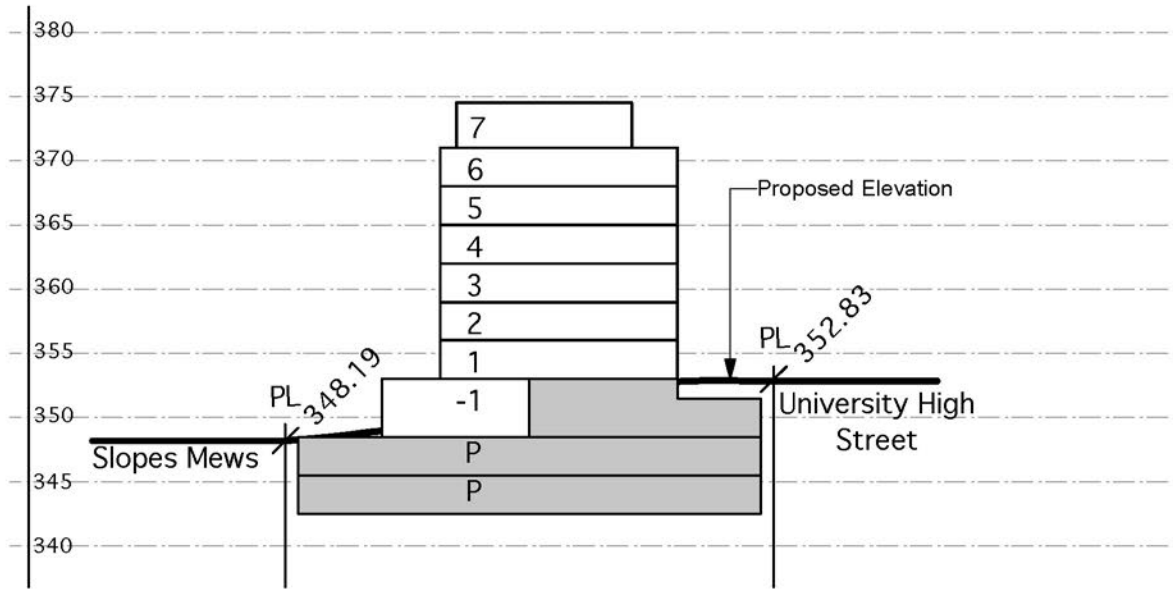 380
375
370
365
360
355
350
345
340
7
6
5
4
3
2
1
-1
P
P
Proposed Elevation
PL 348.19
PL 352.83
Slopes Mews
University High
Street